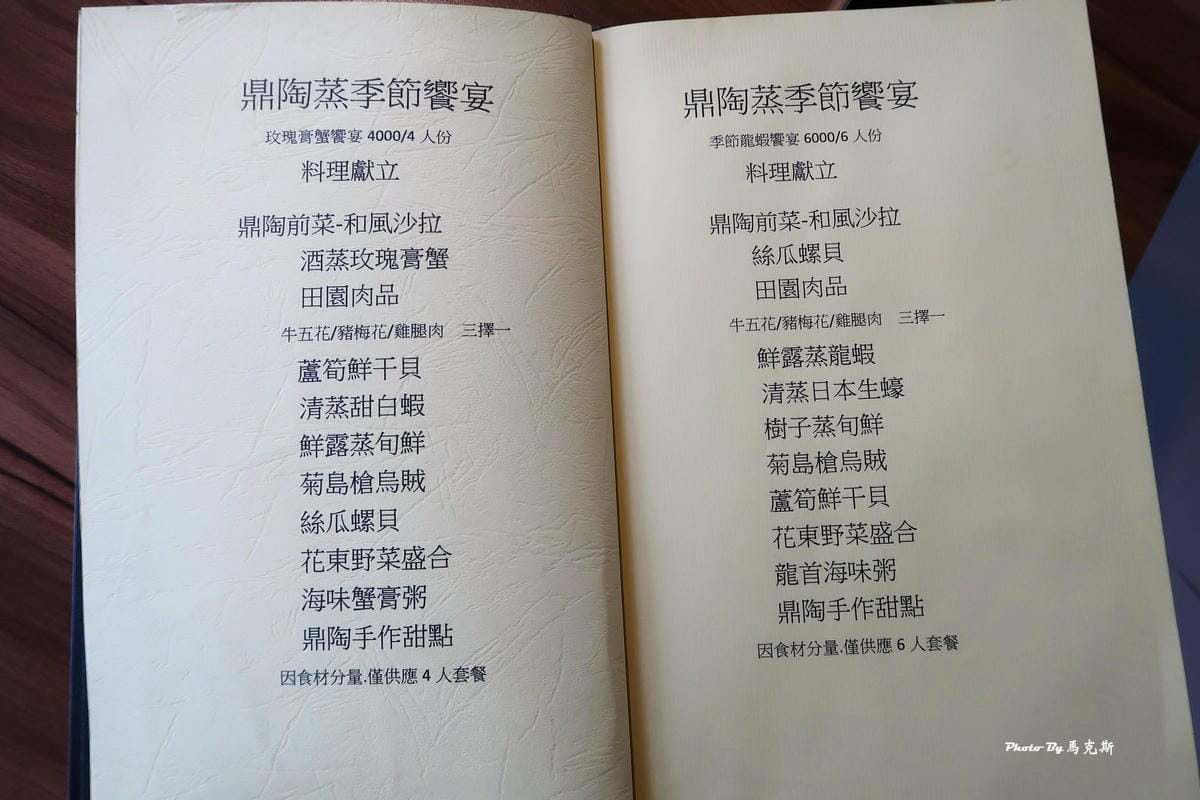 鼎陶蒸季節饗宴
玫瑰膏蟹饗宴 4000/4 人份
料理獻立
鼎陶前菜-和風沙拉
酒蒸玫瑰膏蟹
田園肉品
牛五花/豬梅花/雞腿肉 三擇一
蘆筍鮮干貝
清蒸甜白蝦
鮮露蒸旬鮮
菊島槍烏賊
絲瓜螺貝
花東野菜盛合
海味蟹膏粥
鼎陶手作甜點
因食材分量.僅供應 4 人套餐
鼎陶蒸季節饗宴
季節龍蝦饗宴 6000/6 人份
料理獻立
鼎陶前菜-和風沙拉
絲瓜螺貝
田園肉品
牛五花/豬梅花/雞腿肉 三擇一
鮮露蒸龍蝦
清蒸日本生蠔
樹子蒸旬鮮
菊島槍烏賊
蘆筍鮮干貝
花東野菜盛合
龍首海味粥
鼎陶手作甜點
因食材分量.僅供應 6 人套餐
Photo By 馬克斯